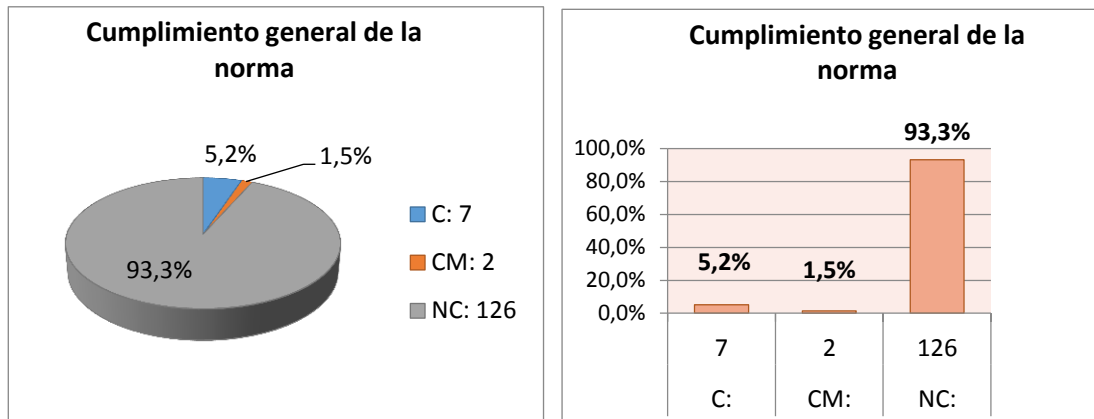 Cumplimiento general de la
norma
5,2%
1,5%
93,3%
C: 7
CM: 2
NC: 126
Cumplimiento general de la
norma
93,3%
100,0%
80,0%
60,0%
40,0%
20,0%
0,0%
5,2%
1,5%
7 2 126
C: CM: NC: